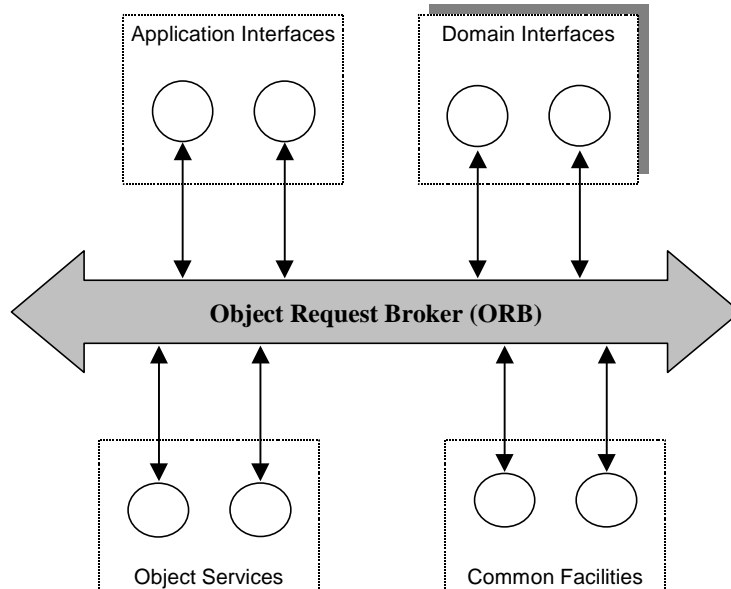 Application Interfaces
Domain Interfaces
Object Request Broker (ORB)
Object Services
Common Facilities